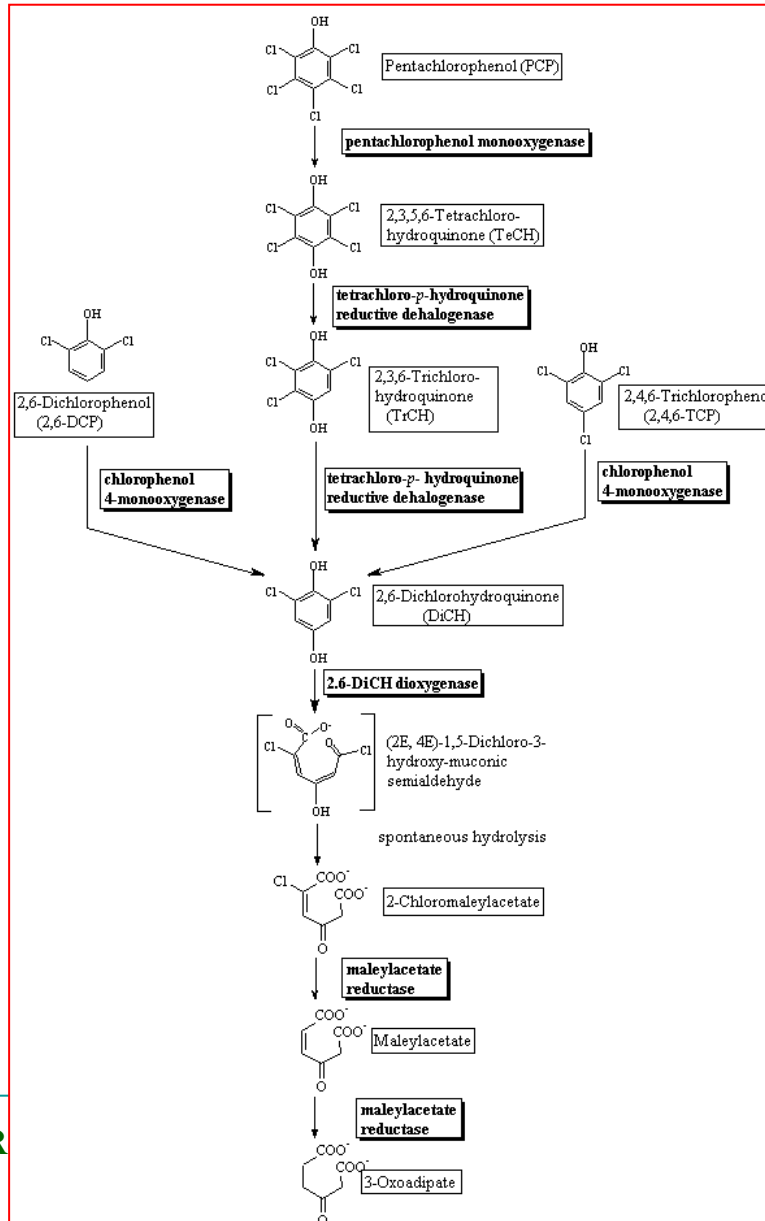 OH
Cl
Cl
Cl
Cl
Cl
Pentachlorophenol (PCP)
pentachlorophenol monooxygenase
OH
Cl
Cl
Cl
Cl
OH
2,3,5,6-Tetrachloro-
hydroquinone (TeCH)
tetrachloro-p-hydroquinone
reductive dehalogenase
OH
Cl
Cl
2,6-Dichlorophenol
(2,6-DCP)
OH
Cl
Cl
Cl
OH
2,3,6-Trichloro-
hydroquinone
(TrCH)
OH
Cl
Cl
Cl
2,4,6-Trichlorophenol
(2,4,6-TCP)
chlorophenol
4-monooxygenase
tetrachloro-p- hydroquinone
reductive dehalogenase
chlorophenol
4-monooxygenase
OH
Cl
Cl
OH
2,6-Dichlorohydroquinone
(DiCH)
2.6-DiCH dioxygenase
O
C
O-
Cl
O
Cl
OH
(2E, 4E)-1,5-Dichloro-3-
hydroxy-muconic
semialdehyde
spontaneous hydrolysis
Cl
COO-
COO-
O
2-Chloromaleylacetate
maleylacetate
reductase
COO-
COO-
O
Maleylacetate
maleylacetate
reductase
R
COO-
COO-
O
3-Oxoadipate